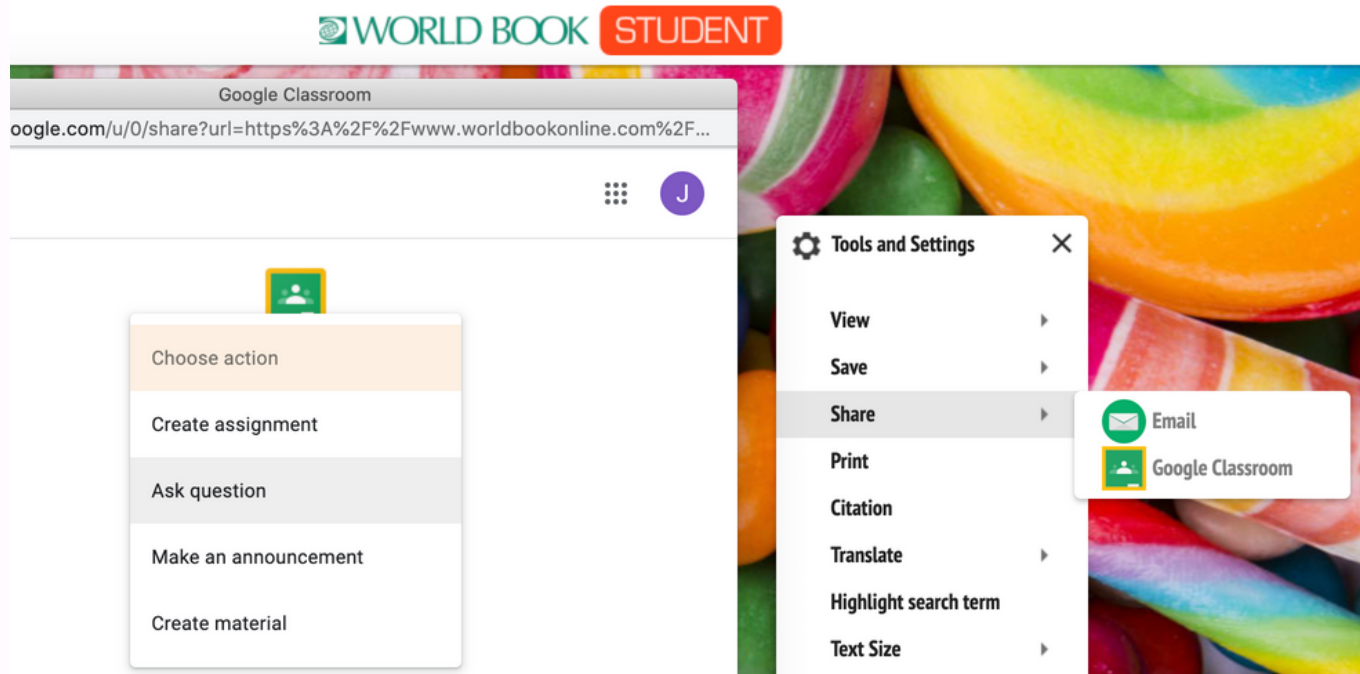 WORLD BOOK STUDENT
Google Classroom
oogle.com/u/0/share?url=https%3A%2F%2Fwww.worldbookonline.com%2F...
J
Choose action
Create assignment
Ask question
Make an announcement
Create material
Tools and Settings
View
Save
Share
Print
Citation
Translate
Highlight search term
Text Size
Email
Google Classroom